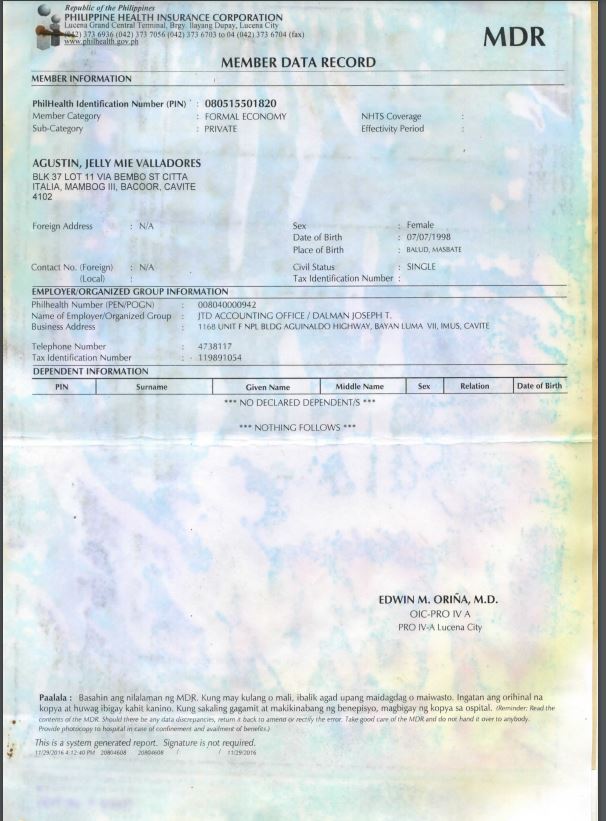 Republic of the Philippines
PHILIPPINE HEALTH INSURANCE CORPORATION
Lucena Grand Central Terminal, Brgy. Ilayang Dupay, Lucena City
(042) 373 6936 (042) 373 7056 (042) 373 6703 to 04 (042) 373 6704 (fax)
www.philhealth.gov.ph
MDR
MEMBER DATA RECORD
MEMBER INFORMATION
PhilHealth Identification Number (PIN) : 080515501820
Member Category : FORMAL ECONOMY NHTS Coverage :
Sub-Category : PRIVATE Effectivity Period :
AGUSTIN, JELLY MIE VALLADORES
BLK 37 LOT 11 VIA BEMBO ST CITTA
ITALIA, MAMBOG III, BACOOR, CAVITE
4102
Foreign Address : N/A Sex : Female
Date of Birth : 07/07/1998
Place of Birth : BALUD, MASBATE
Contact No. (Foreign) : N/A Civil Status : SINGLE
(Local) : Tax Identification Number :
EMPLOYER/ORGANIZED GROUP INFORMATION
Philhealth Number (PEN/POGN) : 008040000942
Name of Employer/Organized Group : JTD ACCOUNTING OFFICE / DALMAN JOSEPH T.
Business Address : 1168 UNIT F NPL BLDG AGUINALDO HIGHWAY, BAYAN LUMA VII, IMUS, CAVITE
Telephone Number : 4738117
Tax Identification Number : 119891054
DEPENDENT INFORMATION
PIN Surname Given Name Middle Name Sex Relation Date of Birth
*** NO DECLARED DEPENDENT/S ***
*** NOTHING FOLLOWS ***
EDWIN M. ORIÑA, M.D.
OIC-PRO IV A
PRO IV-A Lucena City
Paalala : Basahin ang nilalaman ng MDR. Kung may kulang o mali, ibalik agad upang maidagdag o maiwasto. Ingatan ang orihinal na
kopya at huwag ibigay kahit kanino. Kung sakaling gagamit at makikinabang ng benepisyo, magbigay ng kopya sa ospital. (Reminder: Read the
contents of the MDR. Should there be any data discrepancies, return it back to amend or rectify the error. Take good care of the MDR and do not hand it over to anybody.
Provide photocopy to hospital in case of confinement and availment of benefits.)
This is a system generated report. Signature is not required.
11/29/2016 4:12:40 PM 20804608 20804608 / / 11/29/2016